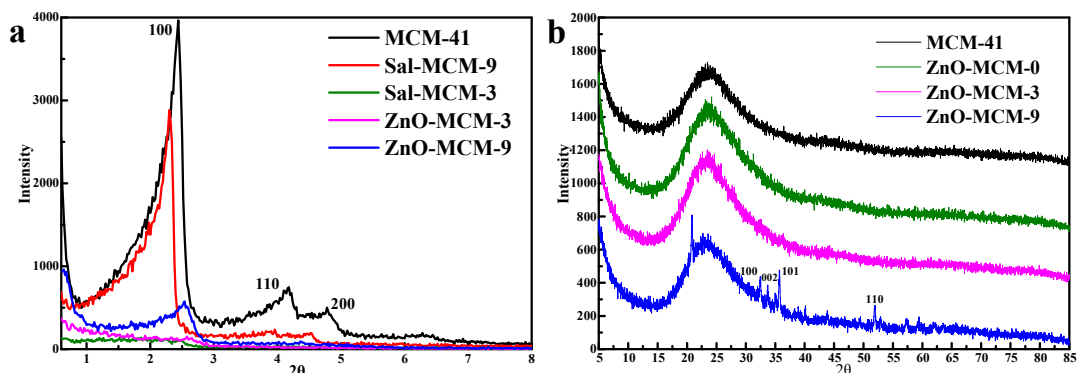 a
4000
3000
2000
1000
0
Intensity
1 2 3 4 5 6 7 8
2θ
100
110
200
MCM-41
Sal-MCM-9
Sal-MCM-3
ZnO-MCM-3
ZnO-MCM-9
b
2000
1800
1600
1400
1200
1000
800
600
400
200
0
Intensity
5 10 15 20 25 30 35 40 45 50 55 60 65 70 75 80 85
2θ
MCM-41
ZnO-MCM-0
ZnO-MCM-3
ZnO-MCM-9
100
002
101
110